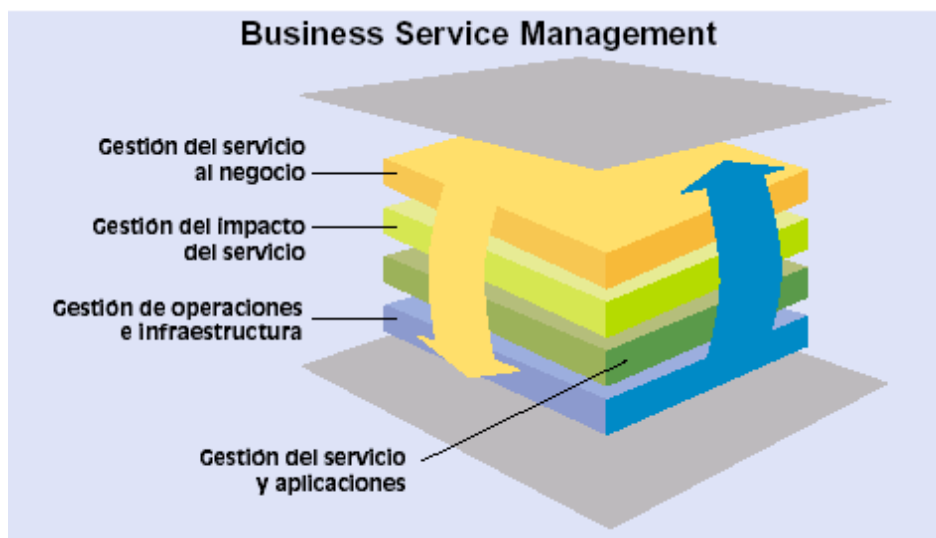 Business Service Management
Gestión del servicio
al negocio
Gestión del impacto
del servicio
Gestión de operaciones
e infraestructura
Gestión del servicio
y aplicaciones